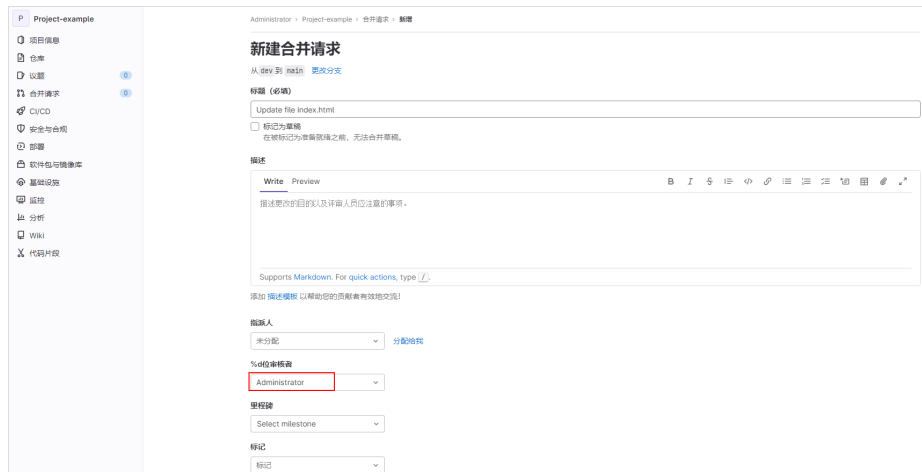 P Project-example
项目信息
仓库
议题 0
合并请求 0
CI/CD
安全与合规
部署
软件包与镜像库
基础设施
监控
分析
Wiki
代码片段
Administrator › Project-example › 合并请求 › 新增
新建合并请求
从 dev 到 main 更改分支
标题 (必填)
Update file index.html
标记为草稿
在被标记为准备就绪之前，无法合并草稿。
描述
Write Preview
描述更改的目的以及评审人员应注意的事项。
Supports Markdown. For quick actions, type /.
添加 描述模板 以帮助您的贡献者有效地交流!
指派人
未分配 分配给我
%d位审核者
Administrator
里程碑
Select milestone
标记
标记